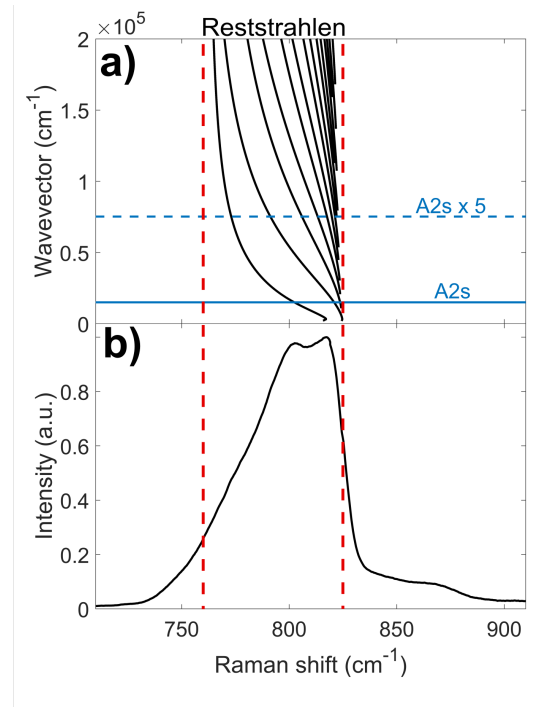 ×10⁵
Reststrahlen
a)
2
1.5
1
0.5
0
Wavevector (cm⁻¹)
A2s x 5
A2s
b)
0.8
0.6
0.4
0.2
0
Intensity (a.u.)
750 800 850 900
Raman shift (cm⁻¹)